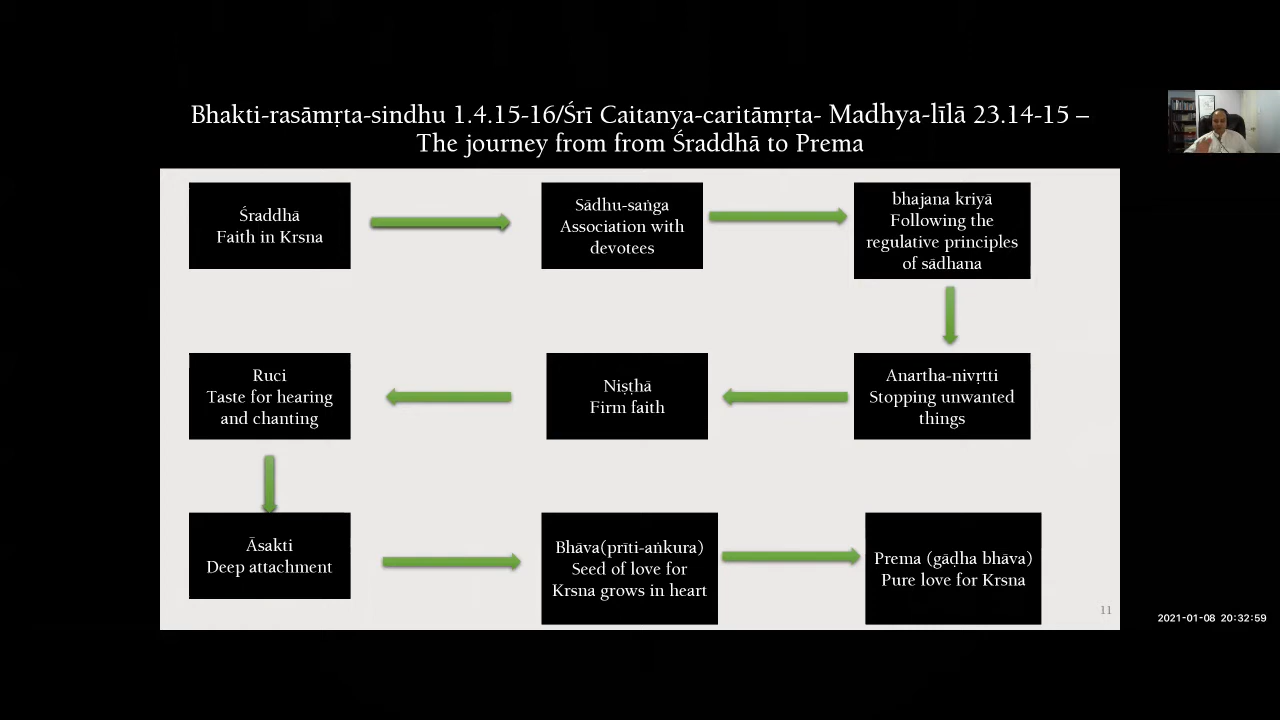 Bhakti-rasāmṛta-sindhu 1.4.15-16/Śrī Caitanya-caritāmṛta- Madhya-līlā 23.14-15 –
The journey from from Śraddhā to Prema
Śraddhā
Faith in Krsna
Sādhu-saṅga
Association with
devotees
bhajana kriyā
Following the
regulative principles
of sādhana
Anartha-nivṛtti
Stopping unwanted
things
Niṣṭhā
Firm faith
Ruci
Taste for hearing
and chanting
Āsakti
Deep attachment
Bhāva(prīti-aṅkura)
Seed of love for
Krsna grows in heart
Prema (gāḍha bhāva)
Pure love for Krsna
11
2021-01-08 20:32:59